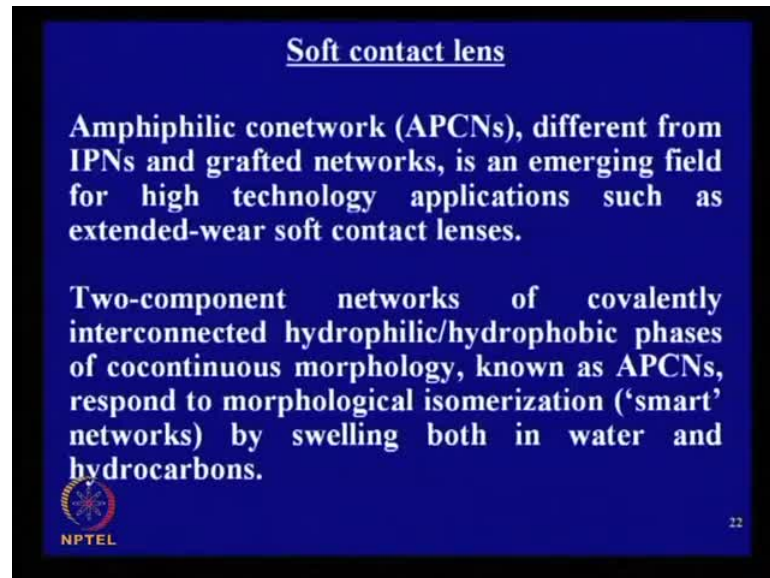 Soft contact lens
Amphiphilic conetwork (APCNs), different from
IPNs and grafted networks, is an emerging field
for high technology applications such as
extended-wear soft contact lenses.
Two-component networks of covalently
interconnected hydrophilic/hydrophobic phases
of cocontinuous morphology, known as APCNs,
respond to morphological isomerization (‘smart’
networks) by swelling both in water and
hydrocarbons.
NPTEL
22